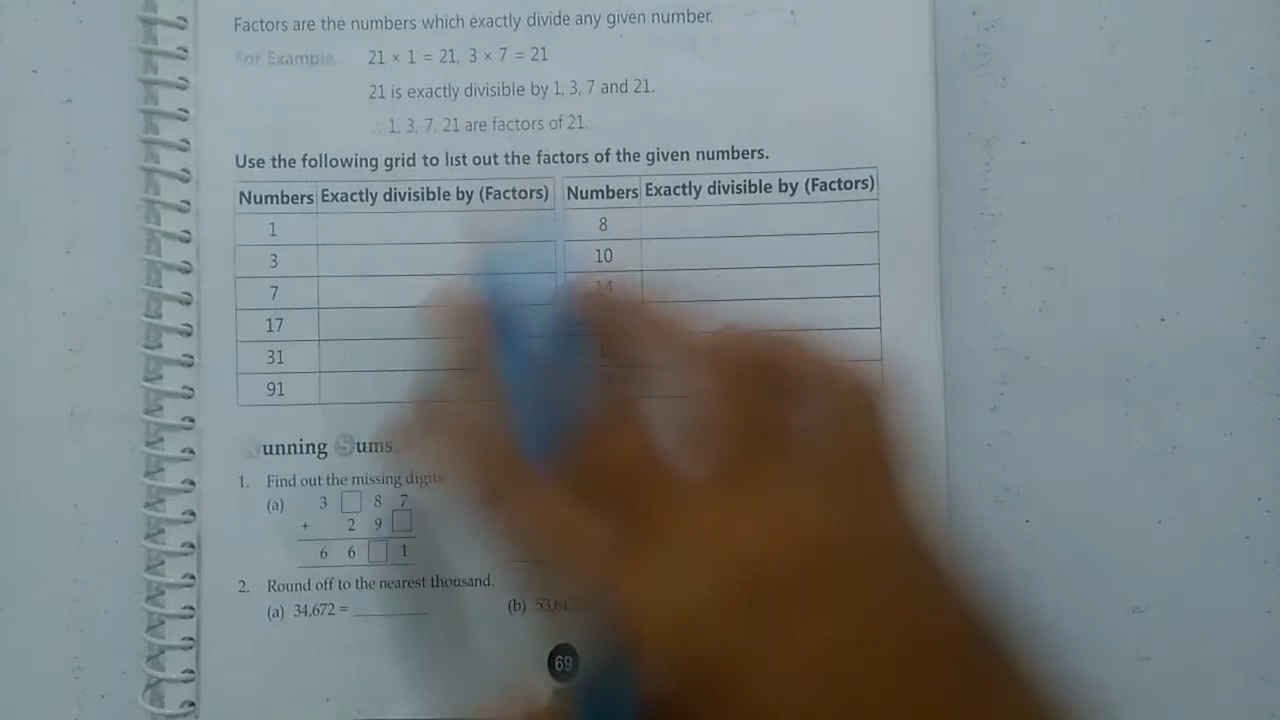 Factors are the numbers which exactly divide any given number.
For Example 21 × 1 = 21, 3 × 7 = 21
21 is exactly divisible by 1, 3, 7 and 21.
1, 3, 7, 21 are factors of 21.
Use the following grid to list out the factors of the given numbers.
Numbers Exactly divisible by (Factors) Numbers Exactly divisible by (Factors)
1 8
3 10
7 14
17
31
91
unning Sums
1. Find out the missing digits
(a) 3 □ 8 7
+ 2 9 □
6 6 □ 1
2. Round off to the nearest thousand.
(a) 34,672 = ________ (b)
69